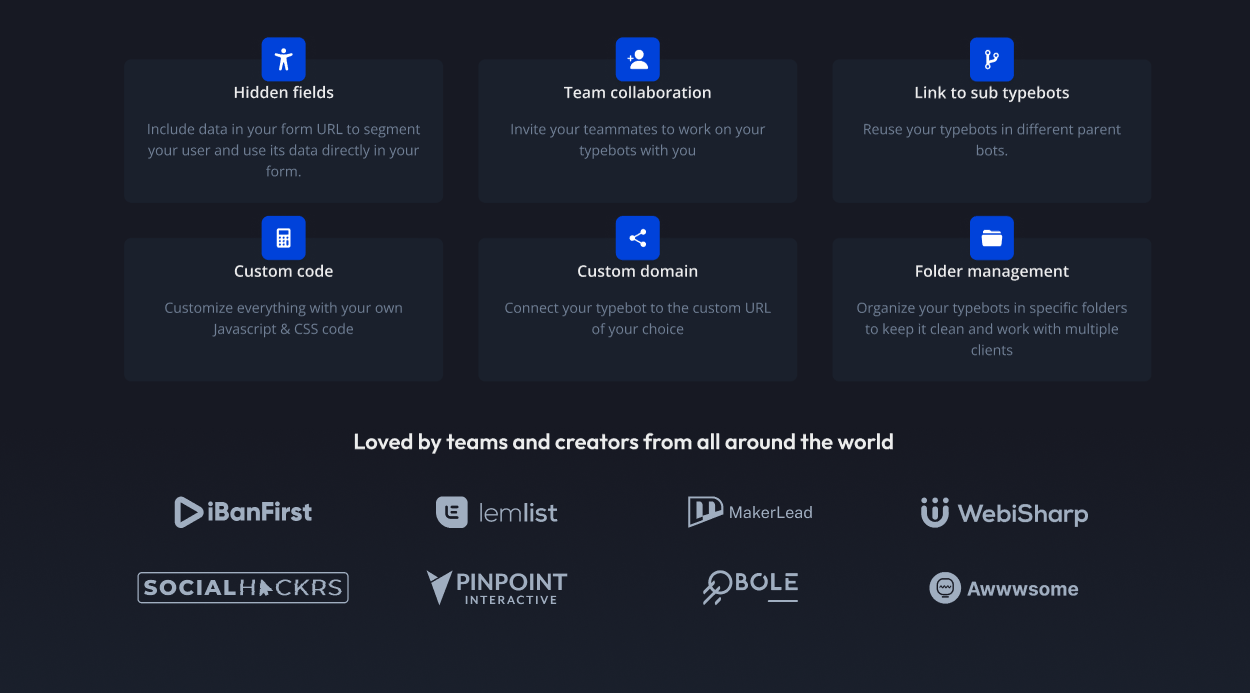 Hidden fields
Include data in your form URL to segment
your user and use its data directly in your
form.
Team collaboration
Invite your teammates to work on your
typebots with you
Link to sub typebots
Reuse your typebots in different parent
bots.
Custom code
Customize everything with your own
Javascript & CSS code
Custom domain
Connect your typebot to the custom URL
of your choice
Folder management
Organize your typebots in specific folders
to keep it clean and work with multiple
clients
Loved by teams and creators from all around the world
iBanFirst
lemlist
MakerLead
WebiSharp
SOCIALHACKRS
PINPOINT
INTERACTIVE
OBOLE
Awwwsome